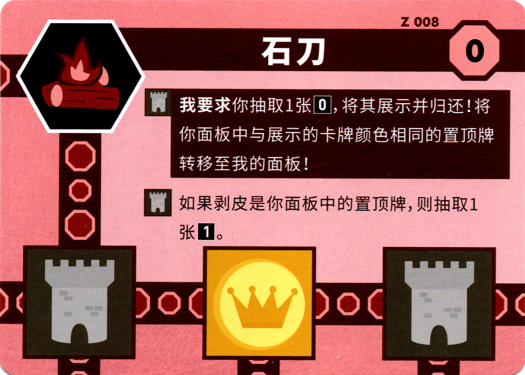 Z 008
石刀
0
我要求你抽取1张0,将其展示并归还!将
你面板中与展示的卡牌颜色相同的置顶牌
转移至我的面板!
如果剥皮是你面板中的置顶牌,则抽取1
张1。